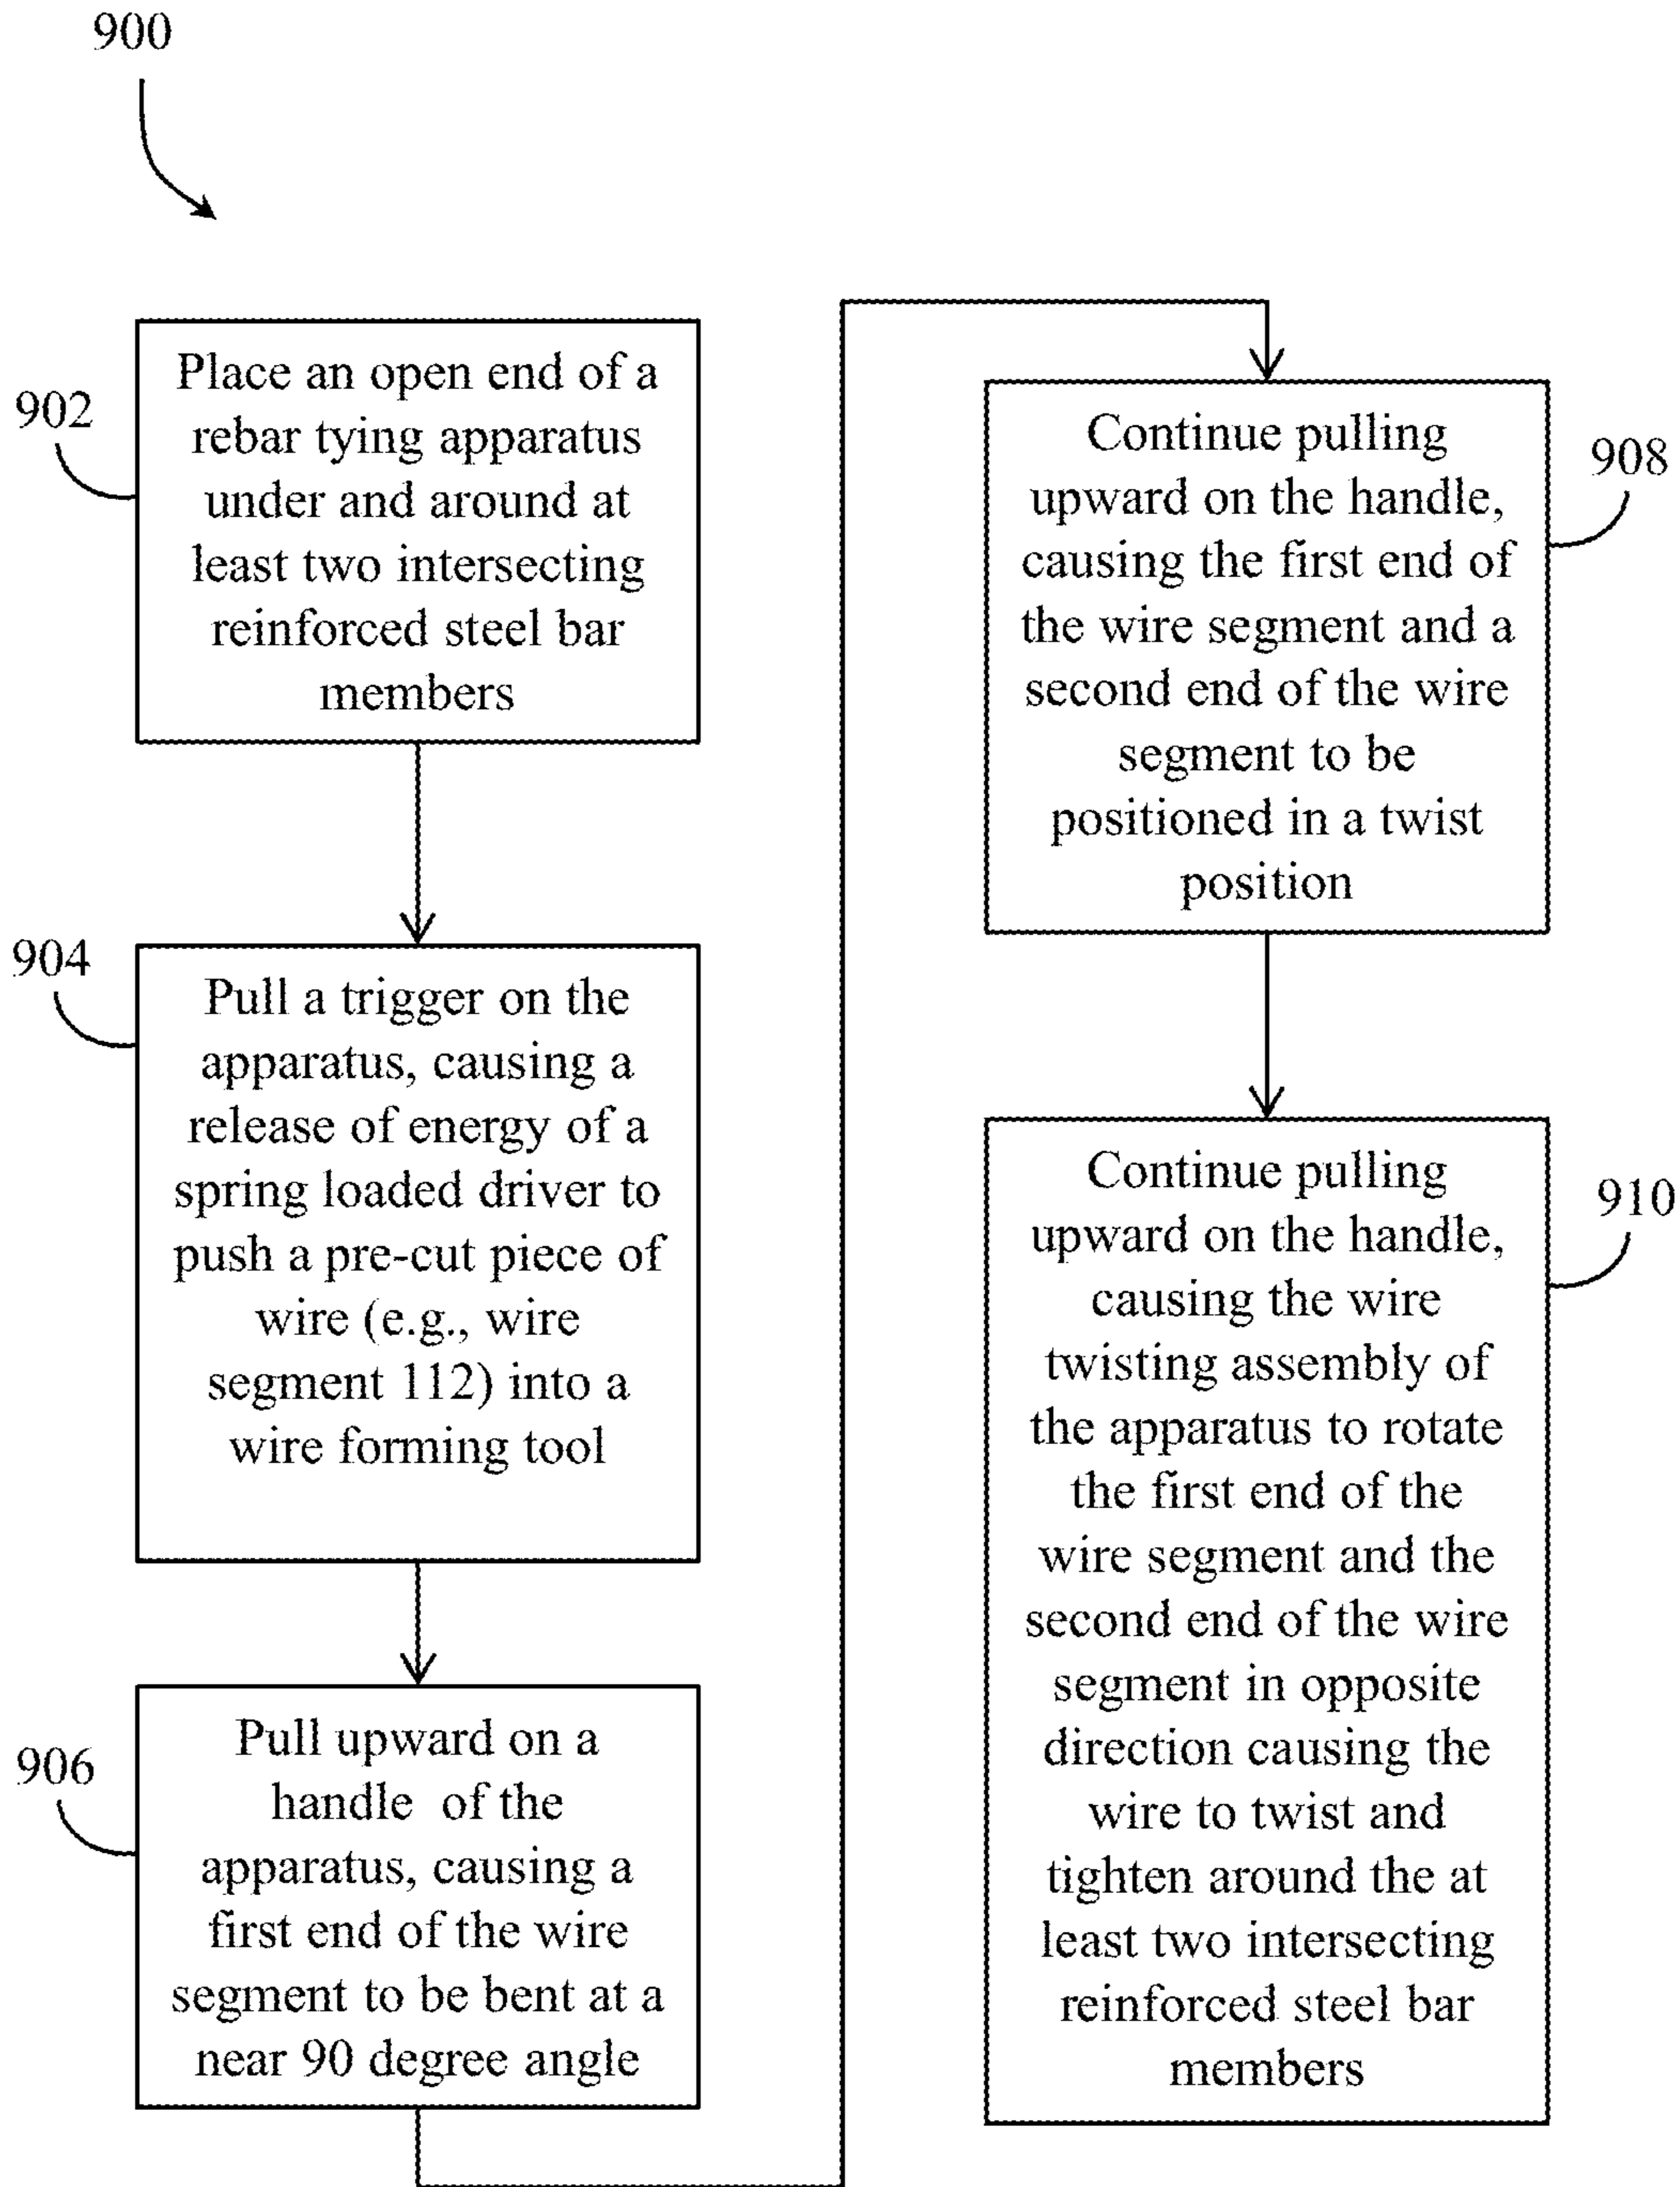 900
902
Place an open end of a
rebar tying apparatus
under and around at
least two intersecting
reinforced steel bar
members
904
Pull a trigger on the
apparatus, causing a
release of energy of a
spring loaded driver to
push a pre-cut piece of
wire (e.g., wire
segment 112) into a
wire forming tool
906
Pull upward on a
handle of the
apparatus, causing a
first end of the wire
segment to be bent at a
near 90 degree angle
908
Continue pulling
upward on the handle,
causing the first end of
the wire segment and a
second end of the wire
segment to be
positioned in a twist
position
910
Continue pulling
upward on the handle,
causing the wire
twisting assembly of
the apparatus to rotate
the first end of the
wire segment and the
second end of the wire
segment in opposite
direction causing the
wire to twist and
tighten around the at
least two intersecting
reinforced steel bar
members